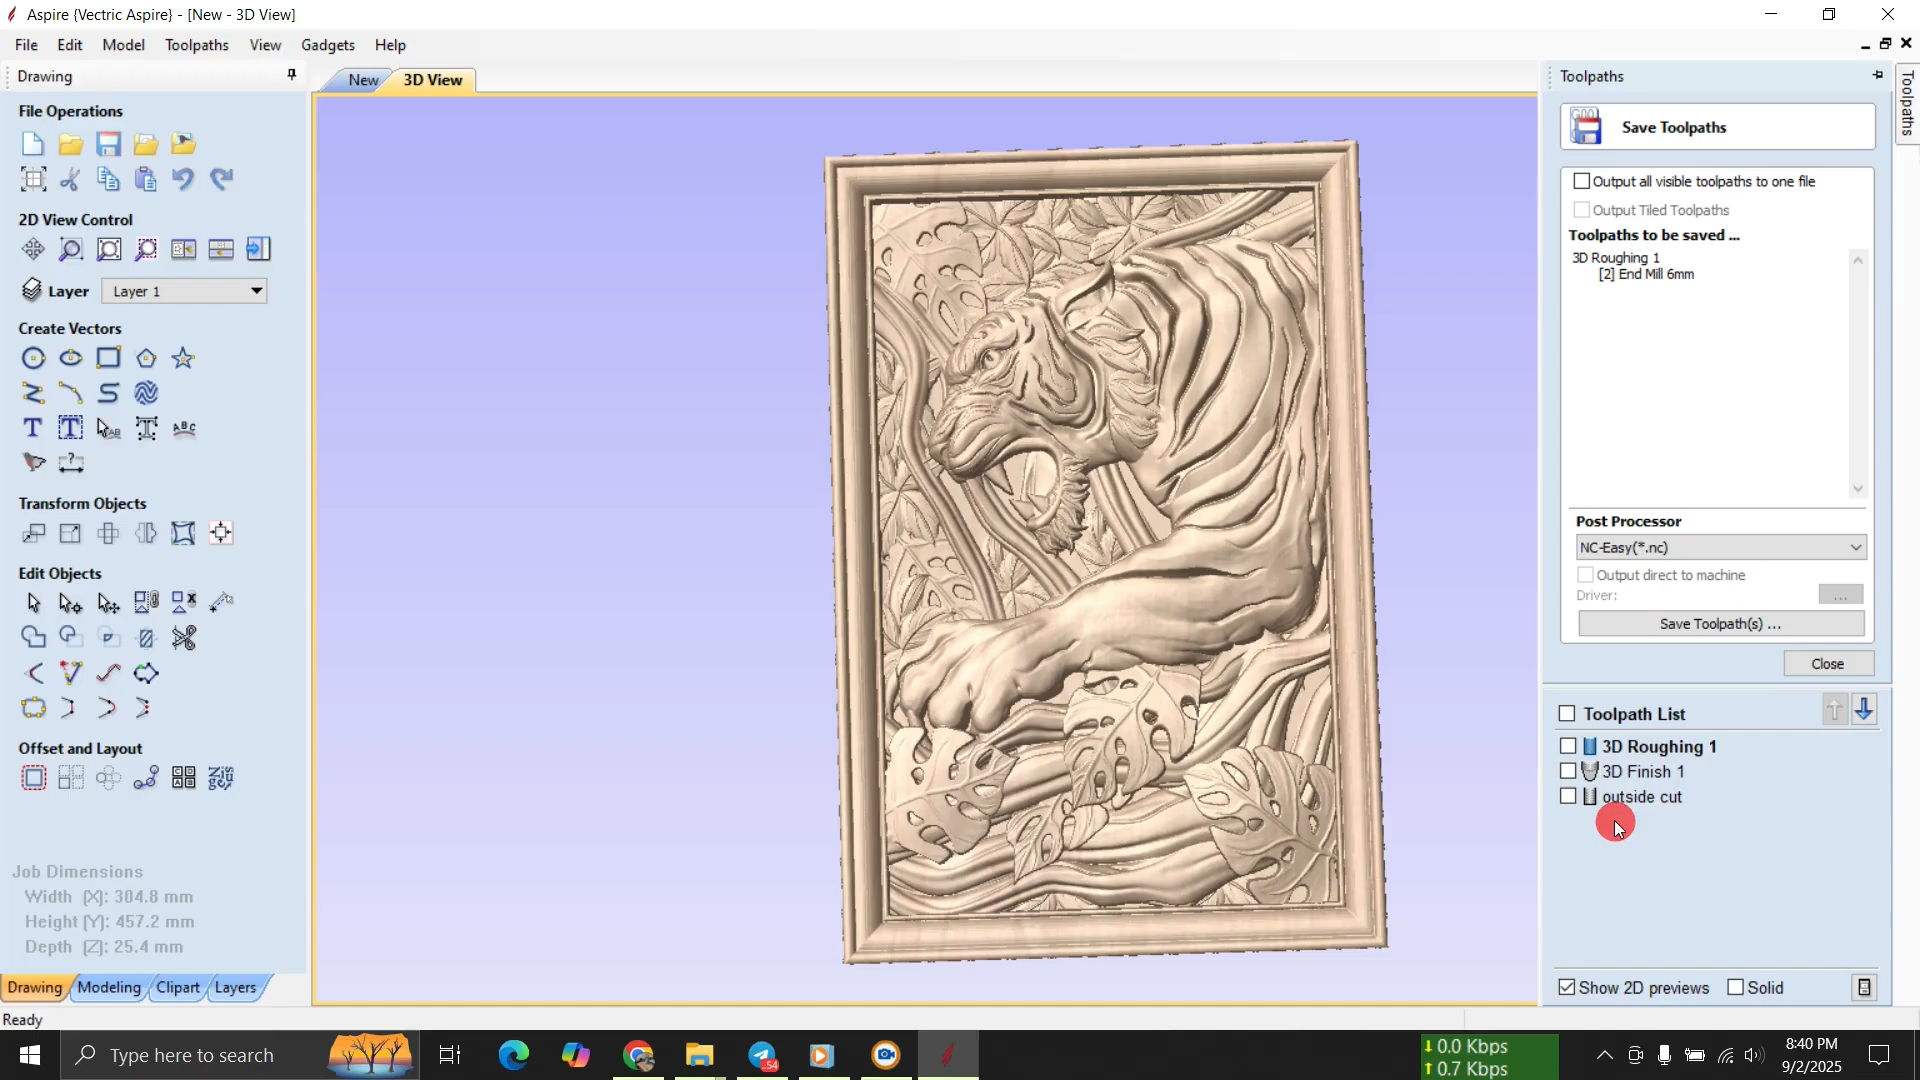 Aspire {Vectric Aspire} - [New - 3D View]
File Edit Model Toolpaths View Gadgets Help
Drawing
File Operations
2D View Control
Layer
Layer 1
Create Vectors
Transform Objects
Edit Objects
Offset and Layout
Job Dimensions
Width (X): 304.8 mm
Height (Y): 457.2 mm
Depth (Z): 25.4 mm
Drawing Modeling Clipart Layers
Ready
New 3D View
Toolpaths
Toolpaths
Save Toolpaths
Output all visible toolpaths to one file
Output Tiled Toolpaths
Toolpaths to be saved ...
3D Roughing 1
[2] End Mill 6mm
Post Processor
NC-Easy(*.nc)
Output direct to machine
Driver:
...
Save Toolpath(s) ...
Close
Toolpath List
3D Roughing 1
3D Finish 1
outside cut
Show 2D previews Solid
Type here to search
54
0.0 Kbps
0.7 Kbps
8:40 PM
9/2/2025